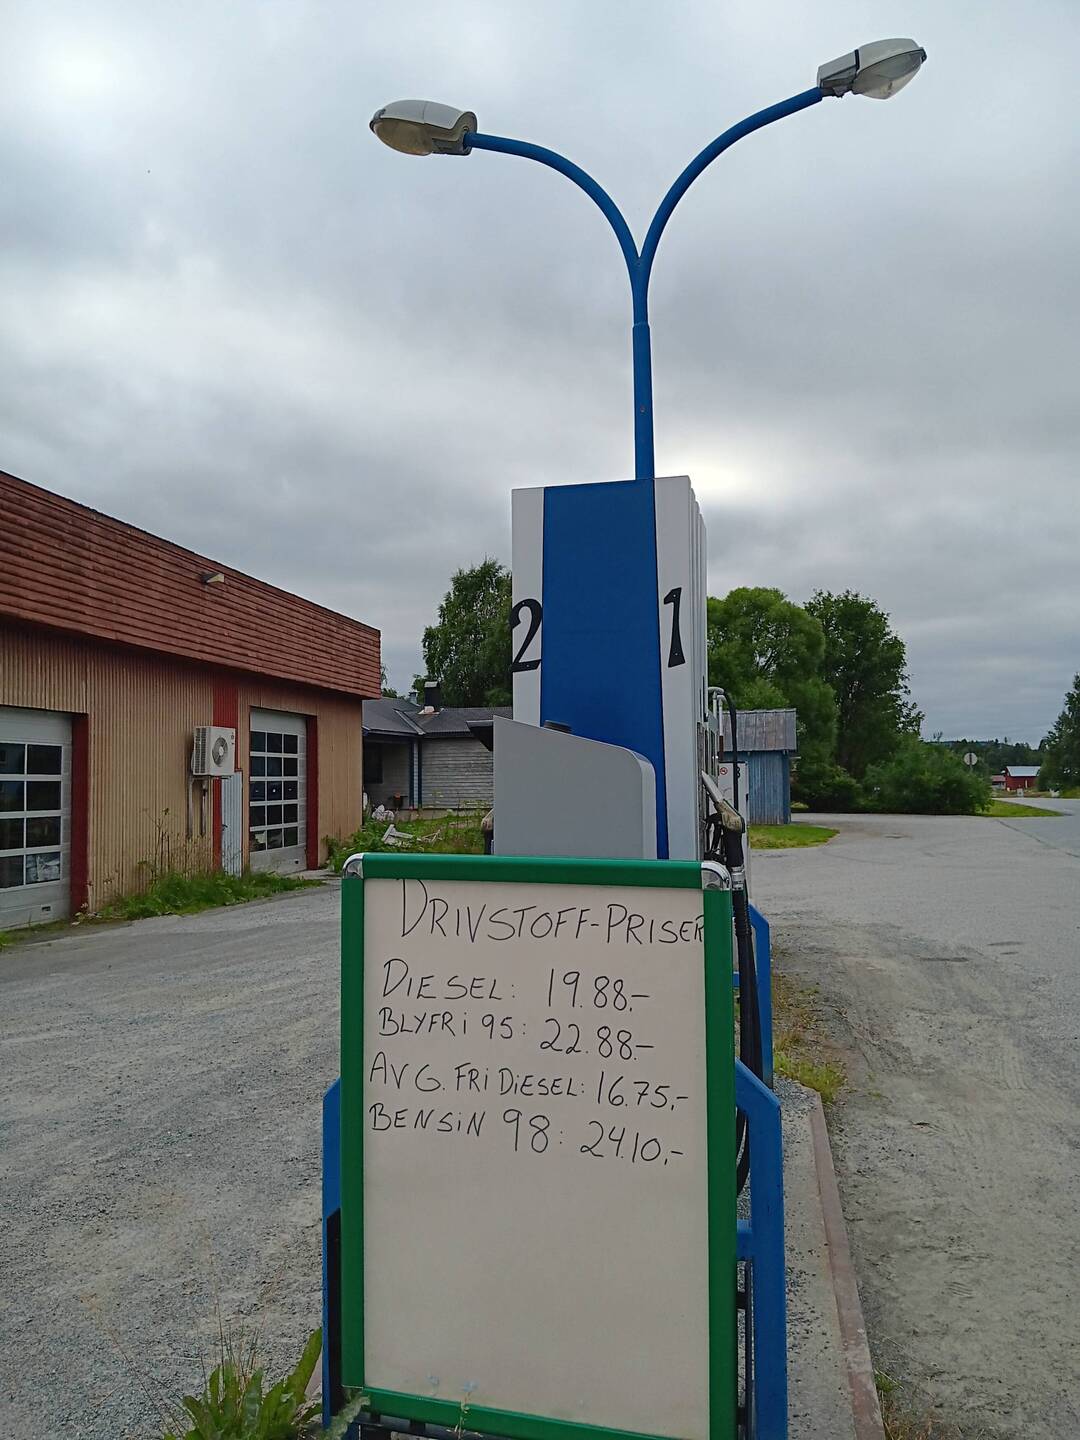 2 1
DRIVSTOFF-PRISER
DIESEL: 19.88.-
BLYFRI 95: 22.88.-
AVG. FRI DIESEL: 16.75,-
BENSIN 98: 24.10,-